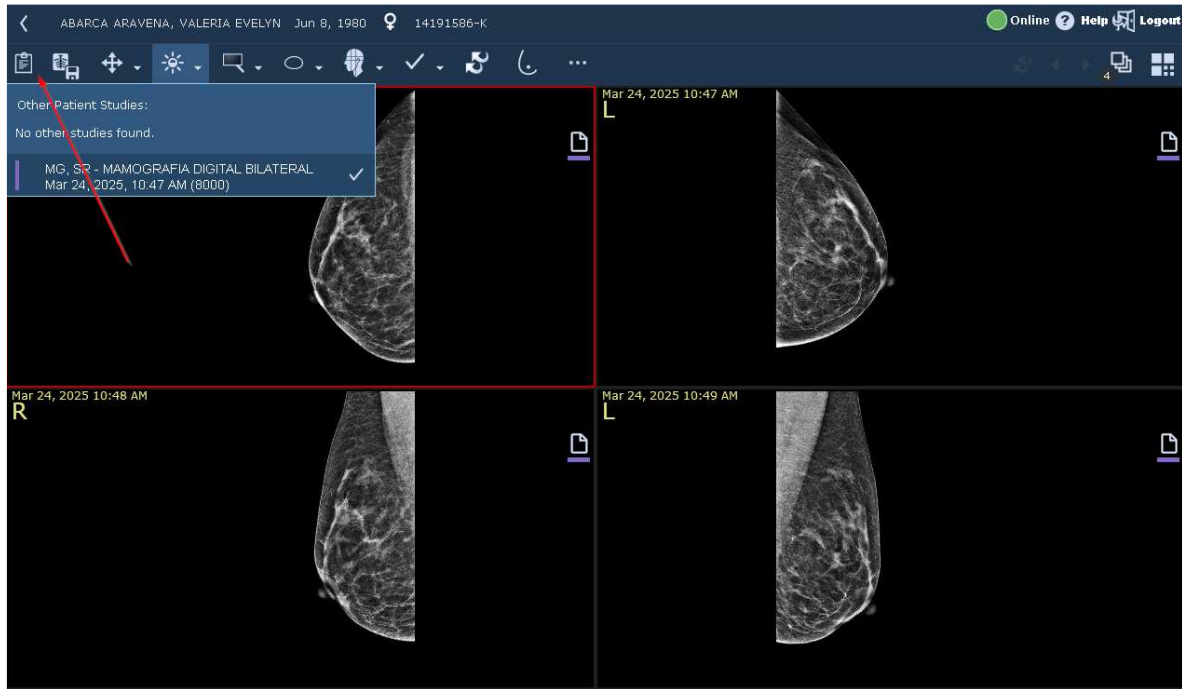 ABARCA ARAVENA, VALERIA EVELYN Jun 8, 1980 14191586-K
Online ? Help Logout
4
Other Patient Studies:
No other studies found.
MG, SR - MAMOGRAFIA DIGITAL BILATERAL
Mar 24, 2025, 10:47 AM (8000)
Mar 24, 2025 10:47 AM
L
Mar 24, 2025 10:48 AM
R
Mar 24, 2025 10:49 AM
L